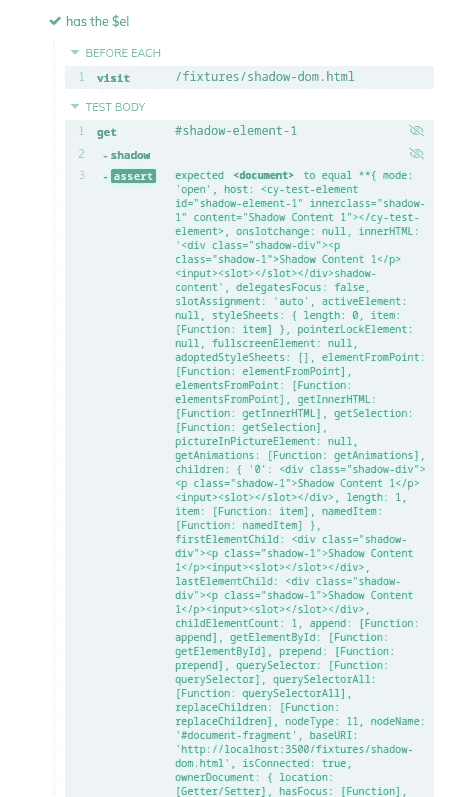 has the $el
BEFORE EACH
1 visit /fixtures/shadow-dom.html
TEST BODY
1 get #shadow-element-1
2 -shadow
3 -assert expected <document> to equal **{ mode:
'open', host: <cy-test-element
id="shadow-element-1" innerclass="shadow-
1" content="Shadow Content 1"></cy-test-
element>, onslotchange: null, innerHTML:
'<div class="shadow-div"><p
class="shadow-1">Shadow Content 1</p>
<input><slot></slot></div>shadow-
content', delegatesFocus: false,
slotAssignment: 'auto', activeElement:
null, styleSheets: { length: 0, item:
[Function: item] }, pointerLockElement:
null, fullscreenElement: null,
adoptedStyleSheets: [], elementFromPoint:
[Function: elementFromPoint],
elementsFromPoint: [Function:
elementsFromPoint], getInnerHTML:
[Function: getInnerHTML], getSelection:
[Function: getSelection],
pictureInPictureElement: null,
getAnimations: [Function: getAnimations],
children: { '0': <div class="shadow-div">
<p class="shadow-1">Shadow Content 1</p>
<input><slot></slot></div>, length: 1,
item: [Function: item], namedItem:
[Function: namedItem] },
firstElementChild: <div class="shadow-
div"><p class="shadow-1">Shadow Content
1</p><input><slot></slot></div>,
lastElementChild: <div class="shadow-
div"><p class="shadow-1">Shadow Content
1</p><input><slot></slot></div>,
childElementCount: 1, append: [Function:
append], getElementById: [Function:
getElementById], prepend: [Function:
prepend], querySelector: [Function:
querySelector], querySelectorAll:
[Function: querySelectorAll],
replaceChildren: [Function:
replaceChildren], nodeType: 11, nodeName:
'#document-fragment', baseURI:
'http://localhost:3500/fixtures/shadow-
dom.html', isConnected: true,
ownerDocument: { location:
[Getter/Setter], hasFocus: [Function],